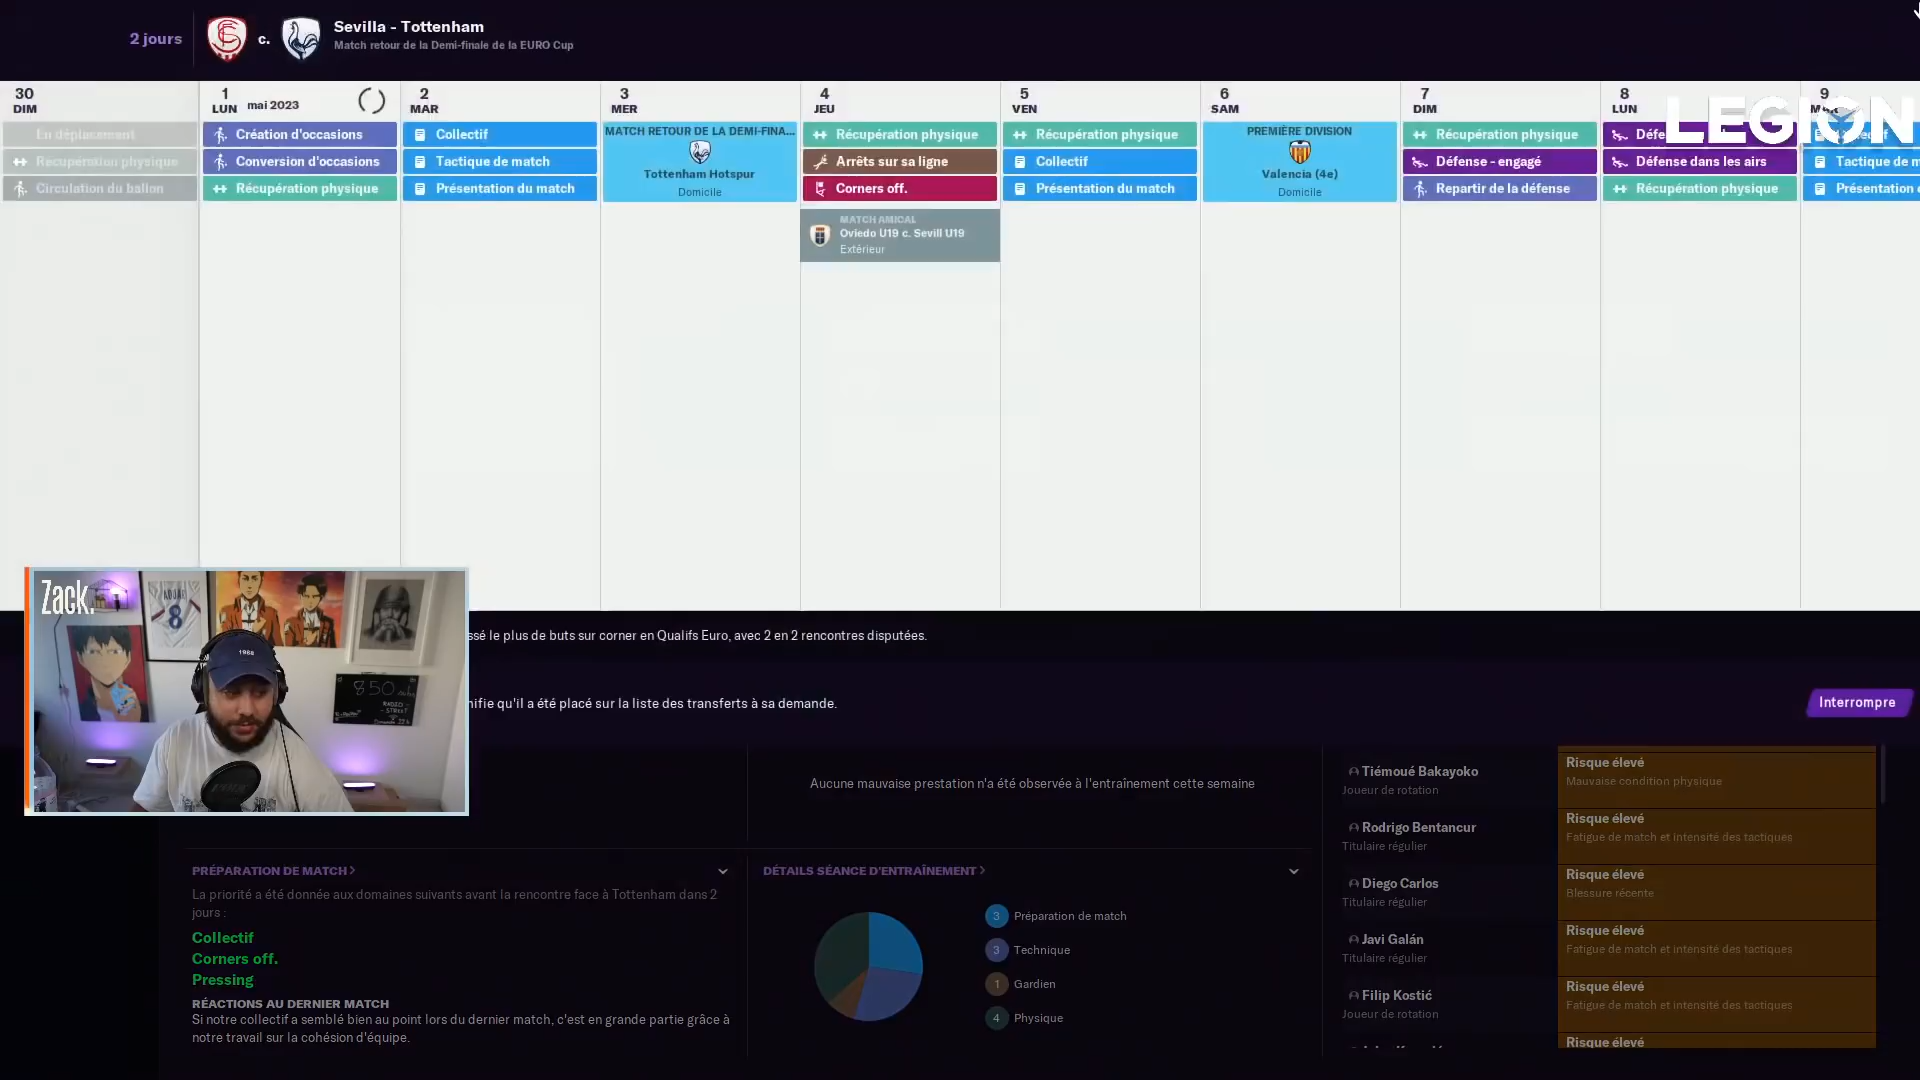 2 jours
c.
Sevilla - Tottenham
Match retour de la Demi-finale de la EURO Cup
30
DIM
En déplacement
Récupération physique
Circulation du ballon
1
LUN mai 2023
Création d'occasions
Conversion d'occasions
Récupération physique
2
MAR
Collectif
Tactique de match
Présentation du match
3
MER
MATCH RETOUR DE LA DEMI-FINA...
Tottenham Hotspur
Domicile
4
JEU
Récupération physique
Arrêts sur sa ligne
Corners off.
MATCH AMICAL
Oviedo U19 c. Sevill U19
Extérieur
5
VEN
Récupération physique
Collectif
Présentation du match
6
SAM
PREMIÈRE DIVISION
Valencia (4e)
Domicile
7
DIM
Récupération physique
Défense - engagé
Repartir de la défense
8
LUN
Défense dans les airs
Récupération physique
9
Tactique de m
Présentation
LEGION
Zack.
1988
8
850
ssé le plus de buts sur corner en Qualifs Euro, avec 2 en 2 rencontres disputées.
nifie qu'il a été placé sur la liste des transferts à sa demande.
Interrompre
Aucune mauvaise prestation n'a été observée à l'entraînement cette semaine
PRÉPARATION DE MATCH >
La priorité a été donnée aux domaines suivants avant la rencontre face à Tottenham dans 2
jours :
Collectif
Corners off.
Pressing
RÉACTIONS AU DERNIER MATCH
Si notre collectif a semblé bien au point lors du dernier match, c'est en grande partie grâce à
notre travail sur la cohésion d'équipe.
DÉTAILS SÉANCE D'ENTRAÎNEMENT >
3 Préparation de match
3 Technique
1 Gardien
4 Physique
Tiémoué Bakayoko
Joueur de rotation
Risque élevé
Mauvaise condition physique
Rodrigo Bentancur
Titulaire régulier
Risque élevé
Fatigue de match et intensité des tactiques
Diego Carlos
Titulaire régulier
Risque élevé
Blessure récente
Javi Galán
Titulaire régulier
Risque élevé
Fatigue de match et intensité des tactiques
Filip Kostić
Joueur de rotation
Risque élevé
Fatigue de match et intensité des tactiques
Risque élevé